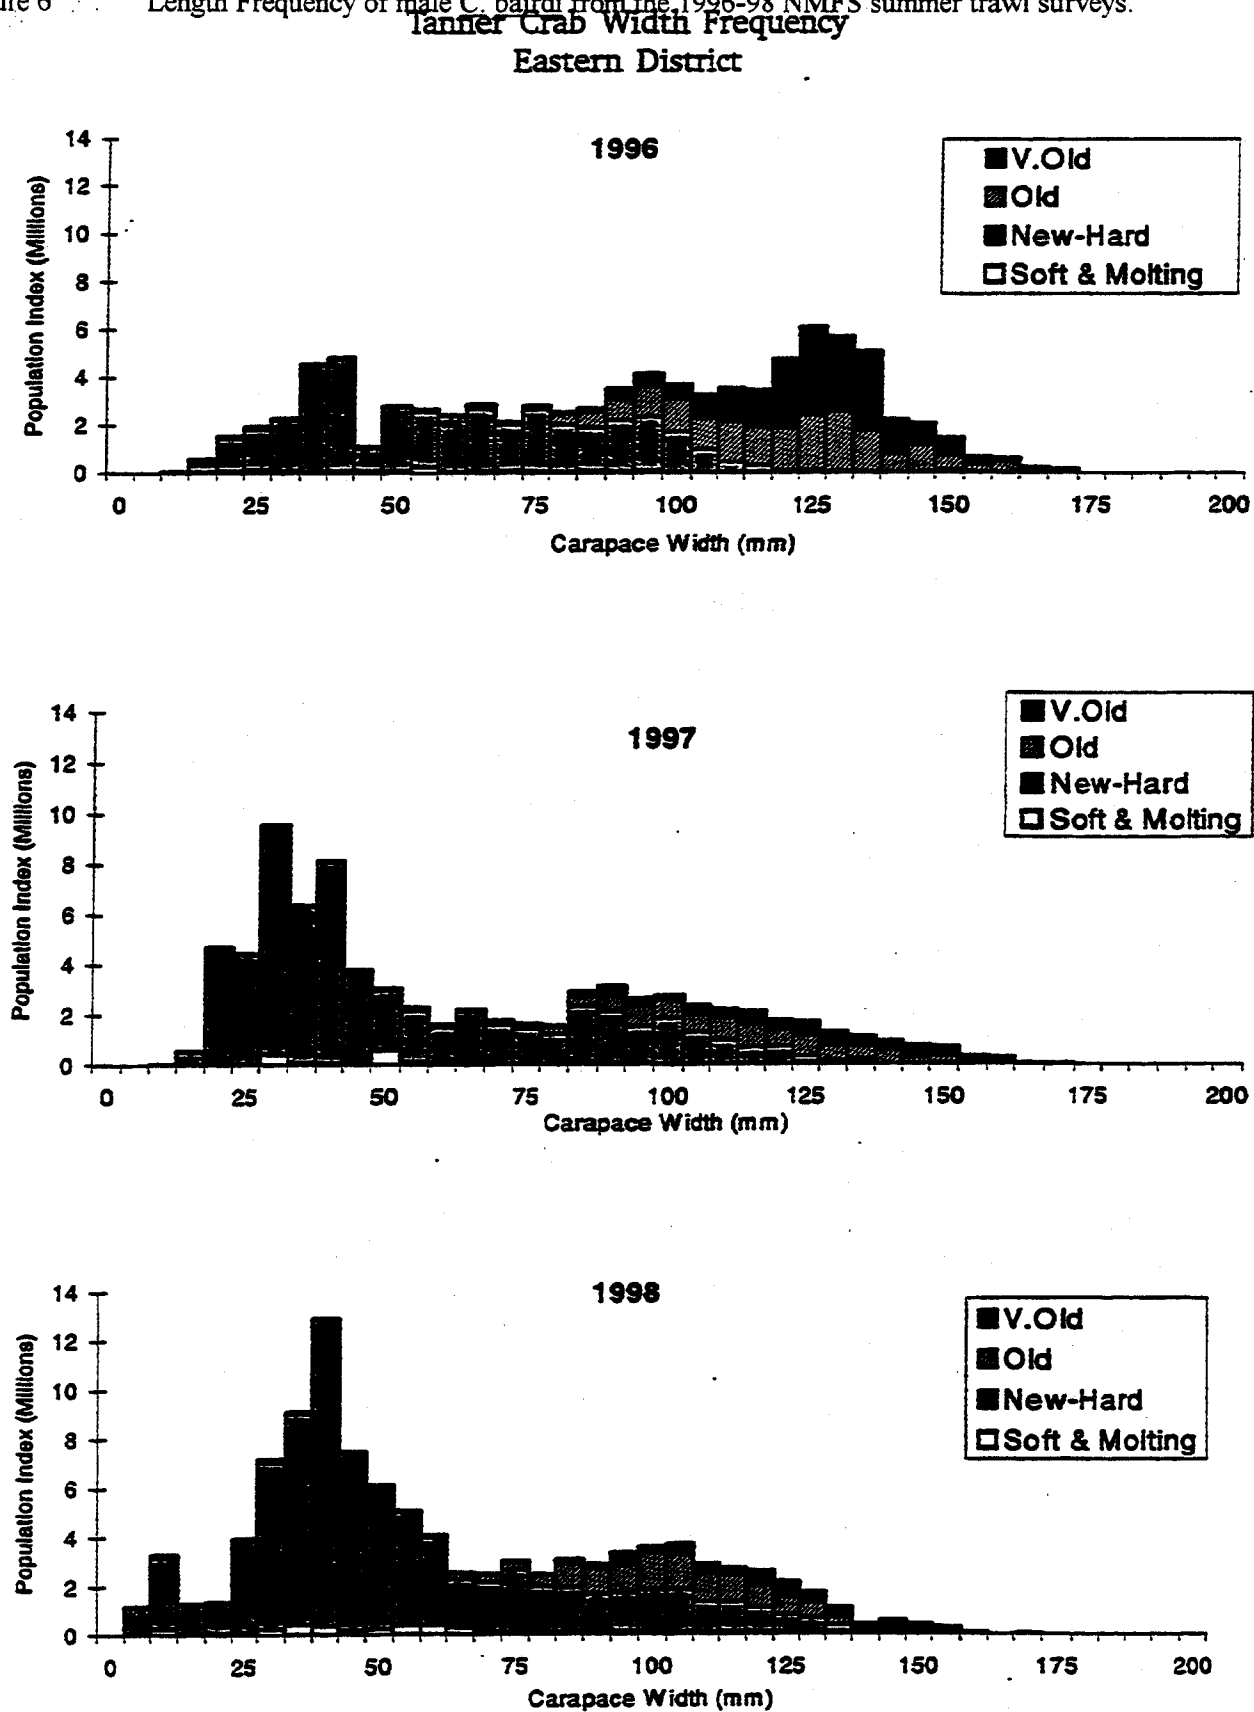 Length Frequency of male C. bairdi from the 1996-98 NMFS summer trawl surveys.
Tanner Crab Width Frequency
Eastern District
1996
V.Old
Old
New-Hard
Soft & Molting
Population Index (Millions)
14
12
10
8
6
4
2
0
0 25 50 75 100 125 150 175 200
Carapace Width (mm)
1997
V.Old
Old
New-Hard
Soft & Molting
Population Index (Millions)
14
12
10
8
6
4
2
0
0 25 50 75 100 125 150 175 200
Carapace Width (mm)
1998
V.Old
Old
New-Hard
Soft & Molting
Population Index (Millions)
14
12
10
8
6
4
2
0
0 25 50 75 100 125 150 175 200
Carapace Width (mm)